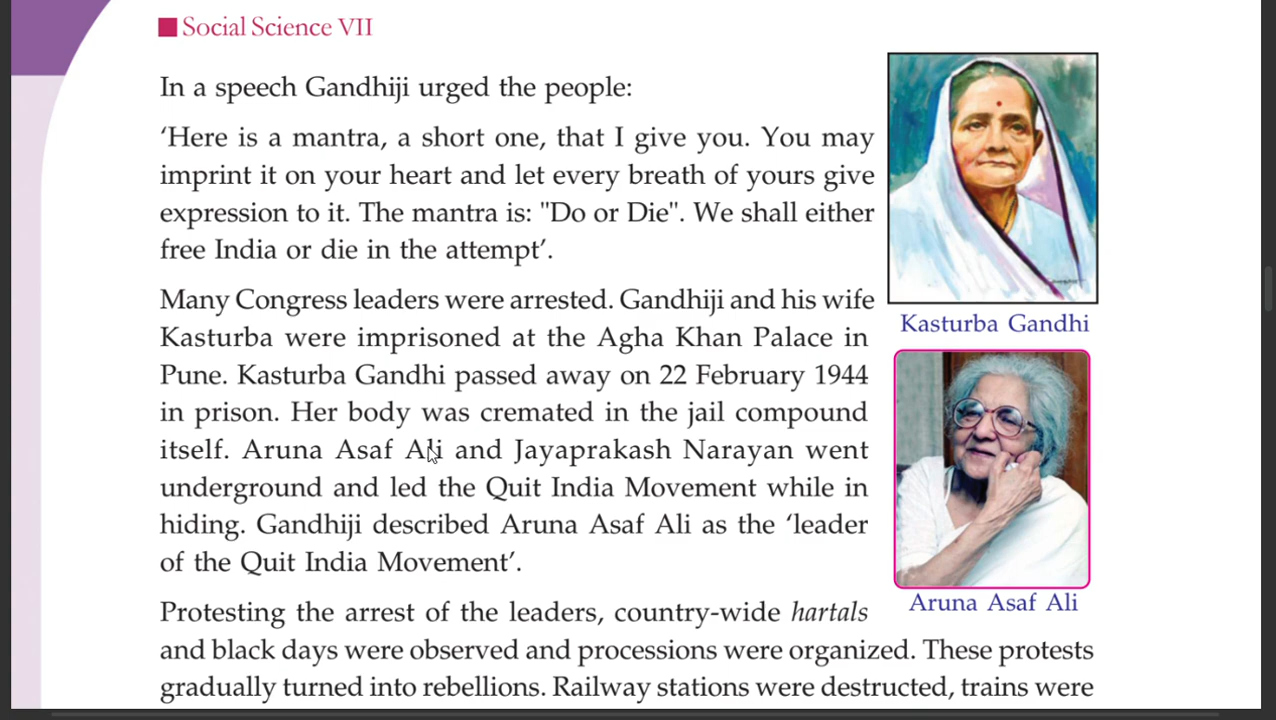 Social Science VII
In a speech Gandhiji urged the people:
‘Here is a mantra, a short one, that I give you. You may
imprint it on your heart and let every breath of yours give
expression to it. The mantra is: "Do or Die". We shall either
free India or die in the attempt’.
Many Congress leaders were arrested. Gandhiji and his wife
Kasturba were imprisoned at the Agha Khan Palace in
Pune. Kasturba Gandhi passed away on 22 February 1944
in prison. Her body was cremated in the jail compound
itself. Aruna Asaf Ali and Jayaprakash Narayan went
underground and led the Quit India Movement while in
hiding. Gandhiji described Aruna Asaf Ali as the ‘leader
of the Quit India Movement’.
Kasturba Gandhi
Aruna Asaf Ali
Protesting the arrest of the leaders, country-wide hartals
and black days were observed and processions were organized. These protests
gradually turned into rebellions. Railway stations were destructed, trains were